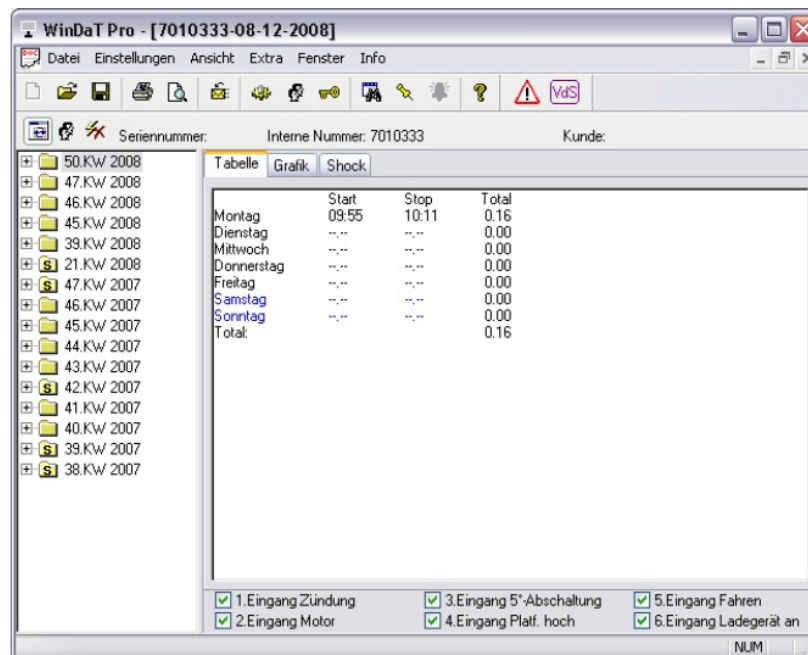 WinDaT Pro - [7010333-08-12-2008]
Datei Einstellungen Ansicht Extra Fenster Info
VdS
Seriennummer: Interne Nummer: 7010333 Kunde:
50.KW 2008
47.KW 2008
46.KW 2008
45.KW 2008
39.KW 2008
S 21.KW 2008
S 47.KW 2007
46.KW 2007
45.KW 2007
44.KW 2007
43.KW 2007
S 42.KW 2007
41.KW 2007
40.KW 2007
S 39.KW 2007
S 38.KW 2007
Tabelle Grafik Shock
Start Stop Total
Montag 09:55 10:11 0.16
Dienstag --.-- --.-- 0.00
Mittwoch --.-- --.-- 0.00
Donnerstag --.-- --.-- 0.00
Freitag --.-- --.-- 0.00
Samstag --.-- --.-- 0.00
Sonntag --.-- --.-- 0.00
Total: 0.16
1.Eingang Zündung 3.Eingang 5°-Abschaltung 5.Eingang Fahren
2.Eingang Motor 4.Eingang Platf. hoch 6.Eingang Ladegerät an
NUM